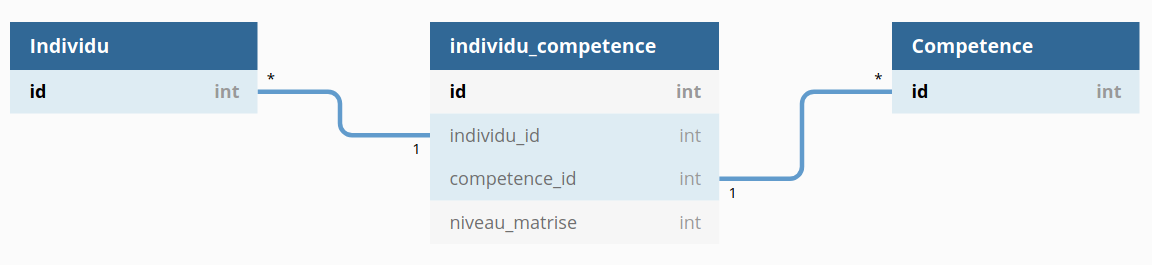 Individu
id int
*
1
individu_competence
id int
individu_id int
competence_id int
niveau_matrise int
1
*
Competence
id int